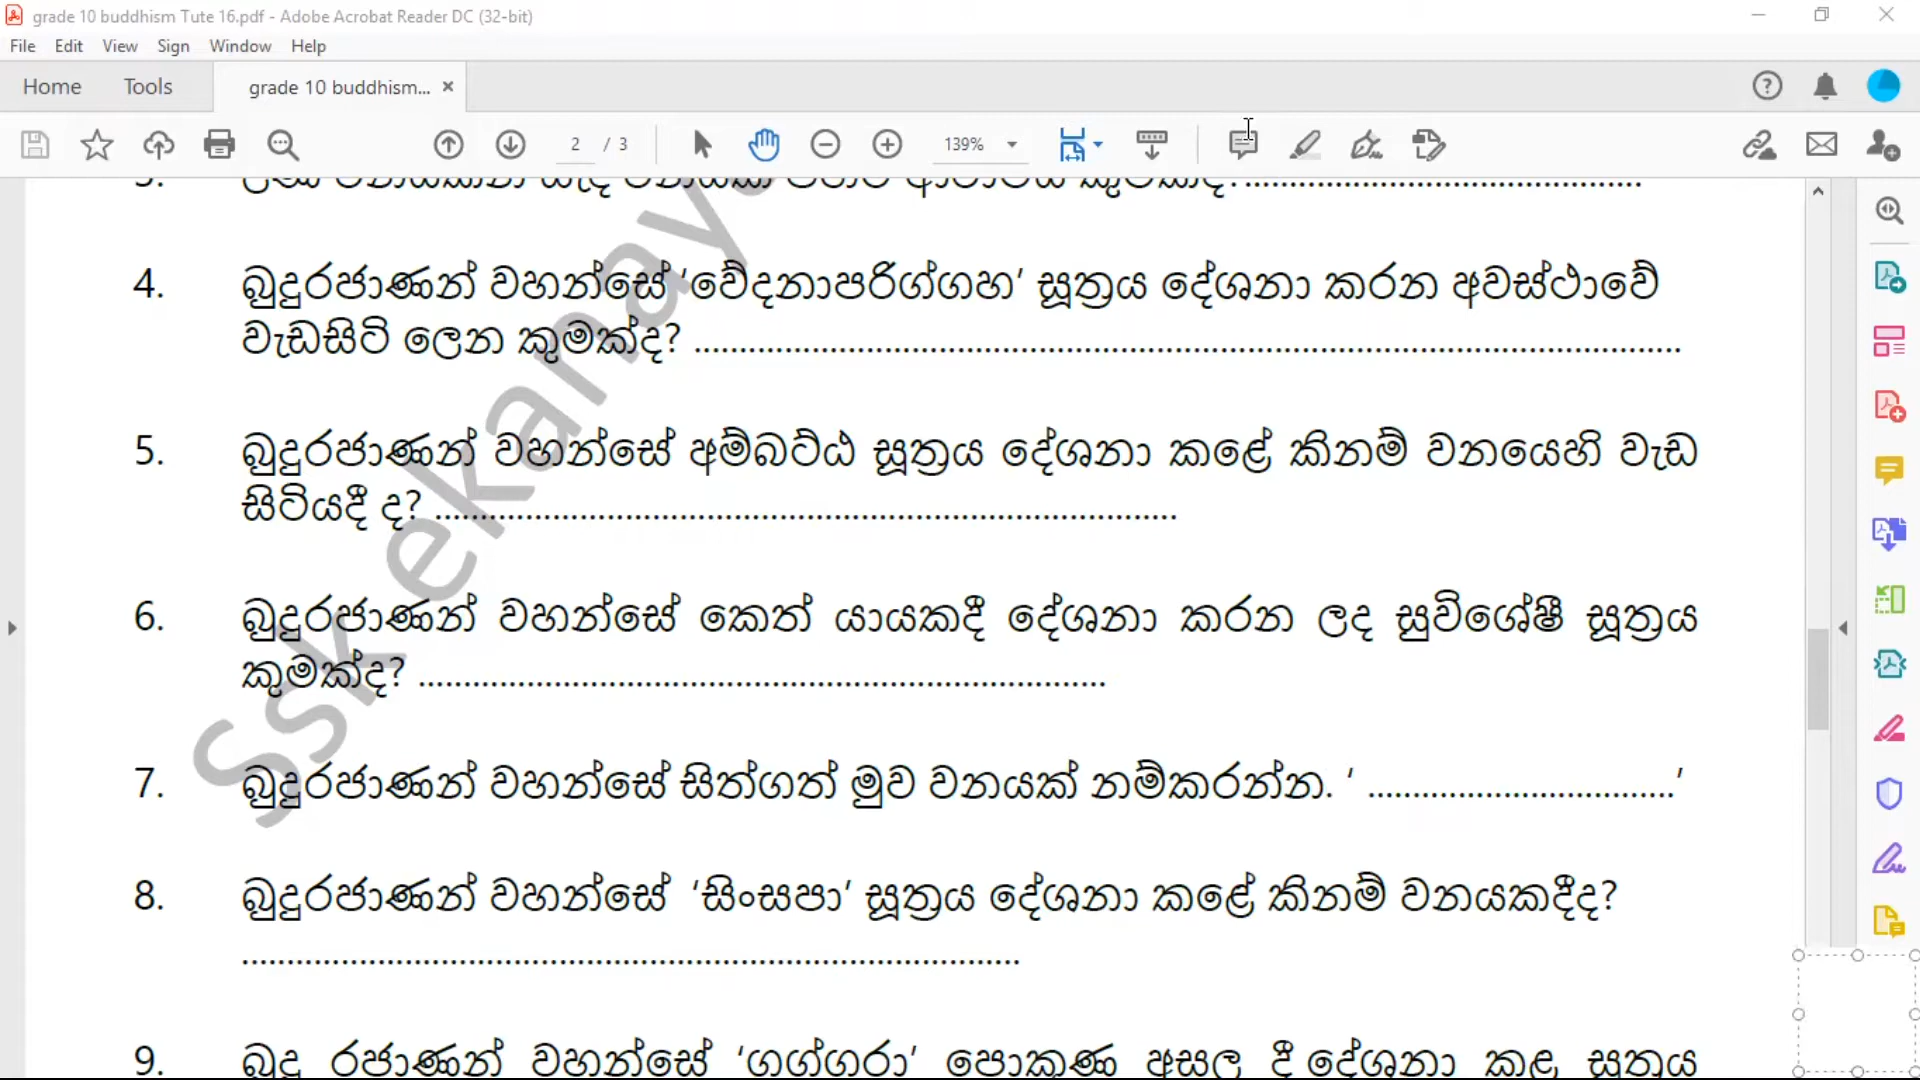 grade 10 buddhism Tute 16.pdf - Adobe Acrobat Reader DC (32-bit)
File Edit View Sign Window Help
Home Tools grade 10 buddhism... ×
2 / 3 139%
4. බුදුරජාණන් වහන්සේ ‘වේදනාපරිග්ගහ’ සූත්‍රය දේශනා කරන අවස්ථාවේ
වැඩසිටි ලෙන කුමක්ද? ....................................................................................
5. බුදුරජාණන් වහන්සේ අම්බට්ඨ සූත්‍රය දේශනා කළේ කිනම් වනයෙහි වැඩ
සිටියදී ද? ................................................................................
6. බුදුරජාණන් වහන්සේ කෙත් යායකදී දේශනා කරන ලද සුවිශේෂී සූත්‍රය
කුමක්ද? ..........................................................................
7. බුදුරජාණන් වහන්සේ සිත්ගත් මුව වනයක් නම්කරන්න. ‘ ..................................’
8. බුදුරජාණන් වහන්සේ ‘සිංසපා’ සූත්‍රය දේශනා කළේ කිනම් වනයකදීද?
....................................................................................
9. බුදු රජාණන් වහන්සේ ‘ගග්ගරා’ පොකුණ අසල දී දේශනා කළ සූත්‍රය
Ssk ekanay